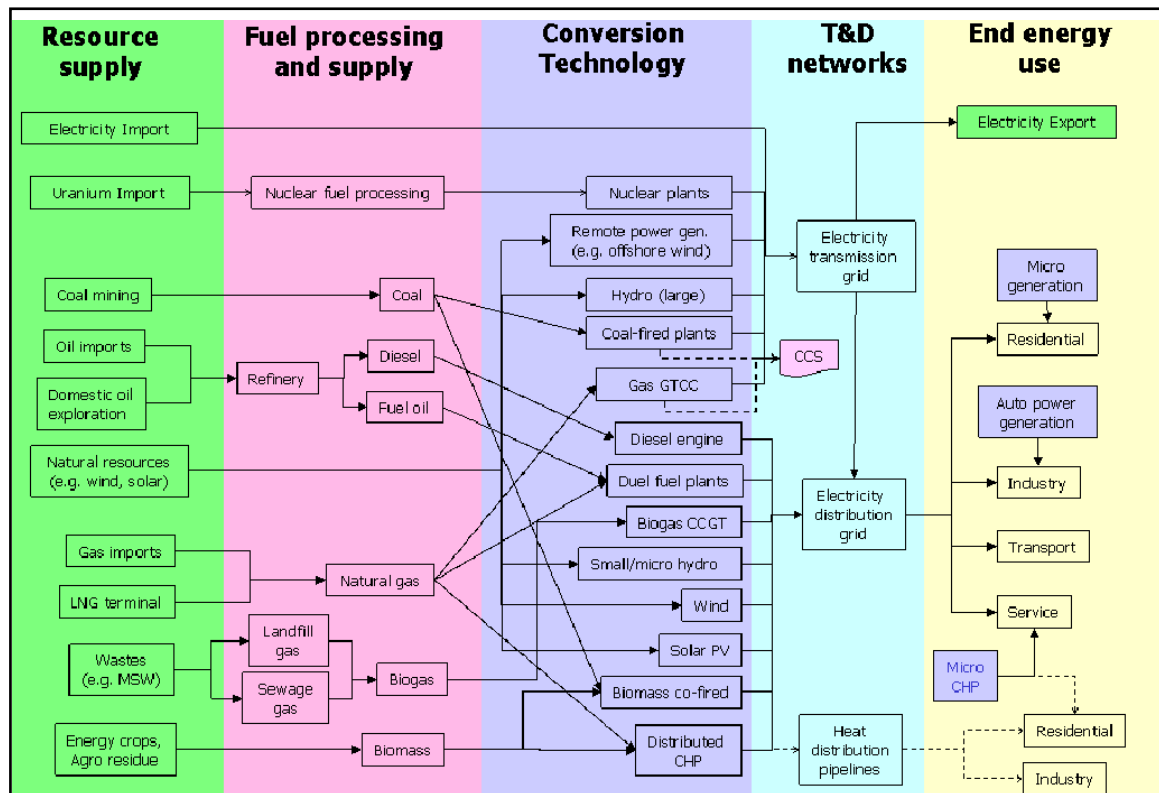 Resource
supply
Fuel processing
and supply
Conversion
Technology
T&D
networks
End energy
use
Electricity Import
Electricity Export
Uranium Import
Nuclear fuel processing
Nuclear plants
Remote power gen.
(e.g. offshore wind)
Electricity
transmission
grid
Micro
generation
Coal mining
Coal
Hydro (large)
Coal-fired plants
Residential
Oil imports
Diesel
CCS
Refinery
Gas GTCC
Domestic oil
exploration
Fuel oil
Auto power
generation
Diesel engine
Natural resources
(e.g. wind, solar)
Duel fuel plants
Industry
Electricity
distribution
grid
Biogas CCGT
Gas imports
Transport
Small/micro hydro
Natural gas
LNG terminal
Wind
Service
Landfill
gas
Wastes
(e.g. MSW)
Solar PV
Biogas
Micro
CHP
Sewage
gas
Biomass co-fired
Residential
Energy crops,
Agro residue
Biomass
Distributed
CHP
Heat
distribution
pipelines
Industry